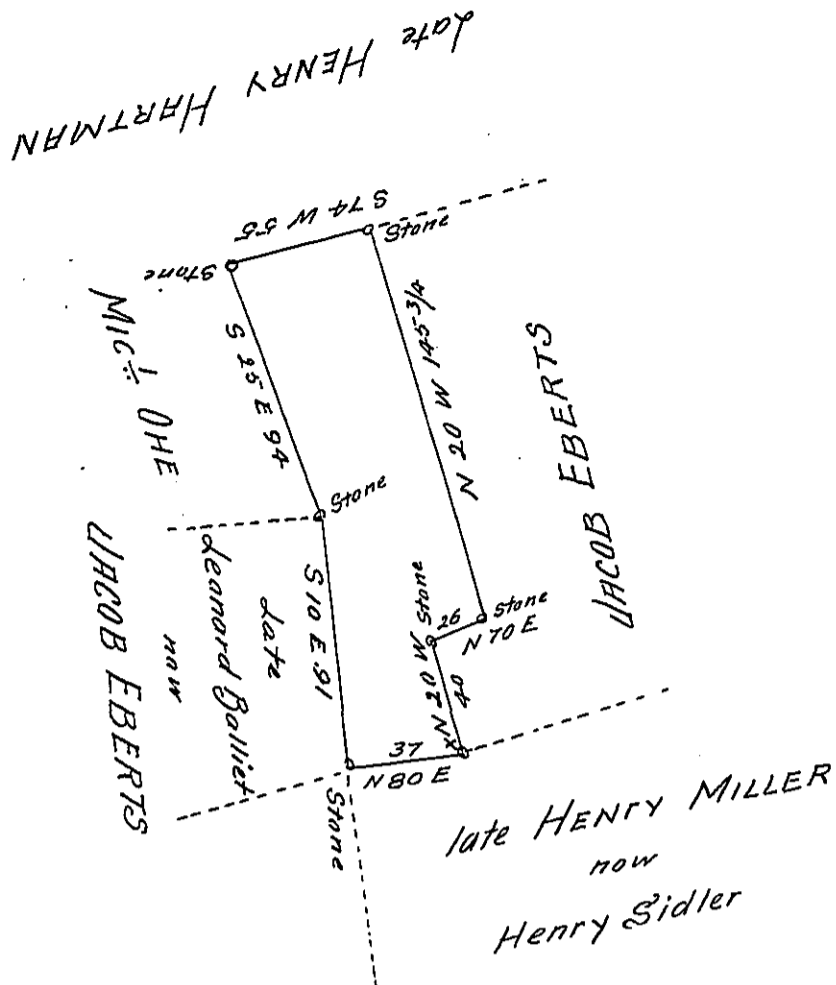 Late HENRY HARTMAN
S 74 W 55
Stone
Stone
MIC⸍ OHE
S 25 E 94
N 20 W 145 3/4
JACOB EBERTS
Stone
JACOB EBERTS
now
Leanard Balliet
Late
S 10 E 91
Stone
Stone
26
N 70 E
N 20 W
40
x
37
N 80 E
Stone
late HENRY MILLER
now
Henry Sidler